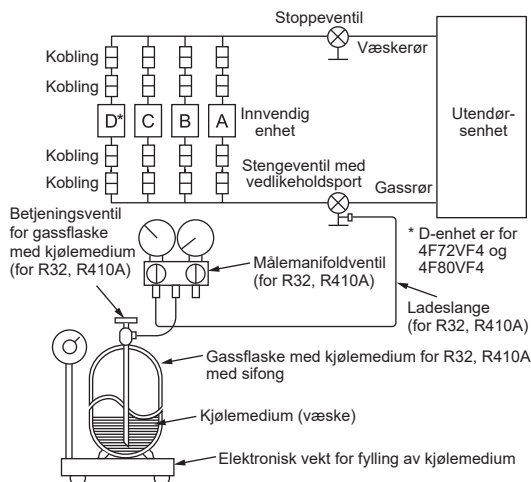 Stoppeventil
Væskerør
Kobling
Kobling
D*
C
B
A
Innvendig
enhet
Utendør-
senhet
Kobling
Kobling
Stengeventil med
vedlikeholdsport
Gassrør
Betjeningsventil
for gassflaske
med kjølemedium
(for R32, R410A)
* D-enhet er for
4F72VF4 og
4F80VF4
Målemanifoldventil
(for R32, R410A)
Ladeslange
(for R32, R410A)
Gassflaske med kjølemedium for R32, R410A
med sifong
Kjølemedium (væske)
Elektronisk vekt for fylling av kjølemedium